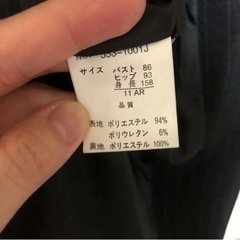 サイズ バスト 86
ヒップ 93
身長 158
11 AR
品質
表地 ポリエステル 94%
ポリウレタン 6%
裏地 ポリエステル 100%